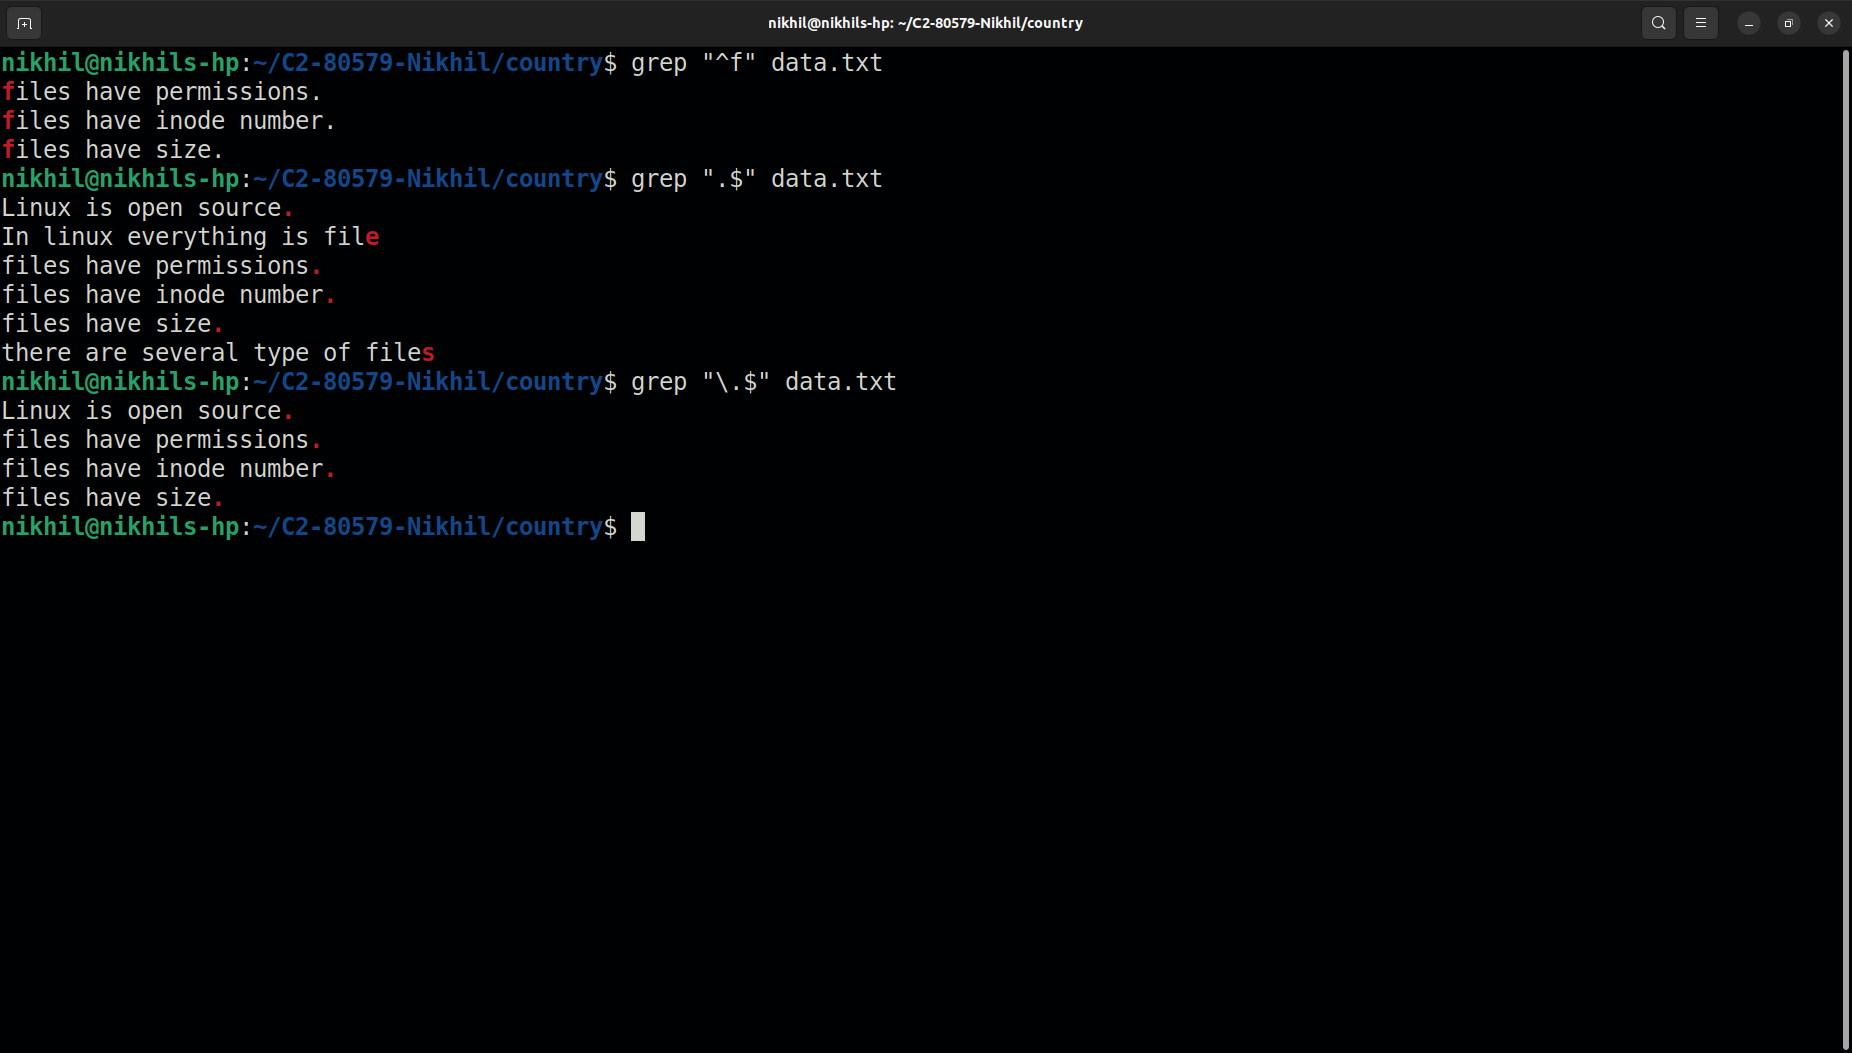 nikhil@nikhils-hp: ~/C2-80579-Nikhil/country
nikhil@nikhils-hp:~/C2-80579-Nikhil/country$ grep "^f" data.txt
files have permissions.
files have inode number.
files have size.
nikhil@nikhils-hp:~/C2-80579-Nikhil/country$ grep ".$" data.txt
Linux is open source.
In linux everything is file
files have permissions.
files have inode number.
files have size.
there are several type of files
nikhil@nikhils-hp:~/C2-80579-Nikhil/country$ grep "\.$" data.txt
Linux is open source.
files have permissions.
files have inode number.
files have size.
nikhil@nikhils-hp:~/C2-80579-Nikhil/country$